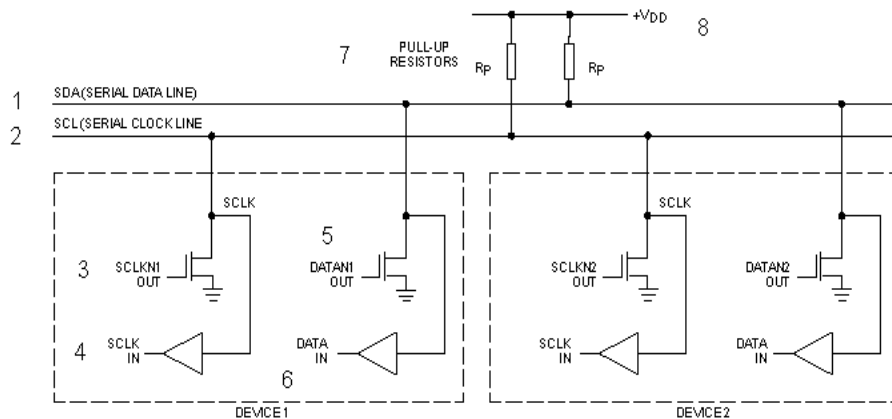 +VDD
8
7
PULL-UP
RESISTORS
RP
RP
1
SDA(SERIAL DATA LINE)
2
SCL(SERIAL CLOCK LINE
SCLK
SCLK
5
3
SCLKN1
OUT
DATAN1
OUT
SCLKN2
OUT
DATAN2
OUT
4
SCLK
IN
DATA
IN
SCLK
IN
DATA
IN
6
DEVICE1
DEVICE2